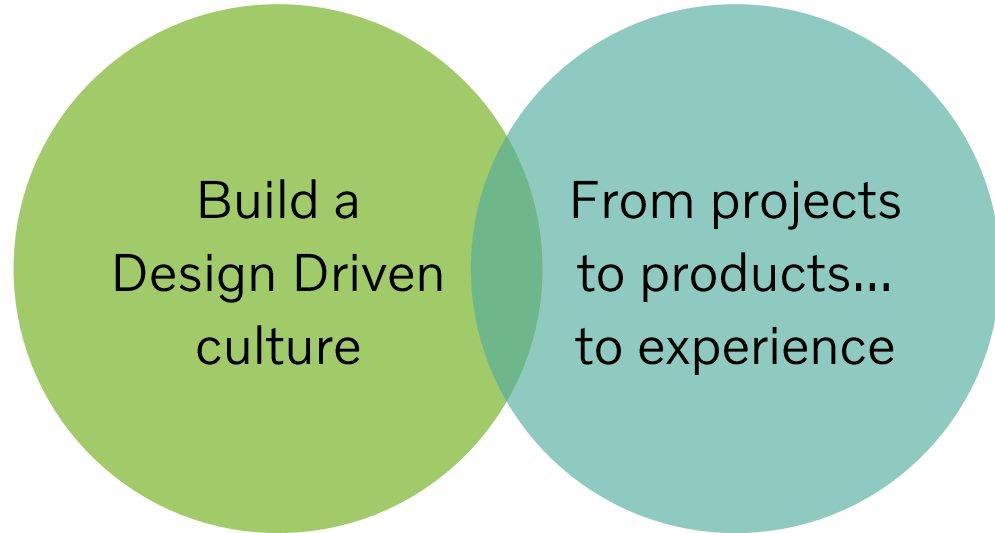 Build a
Design Driven
culture
From projects
to products...
to experience